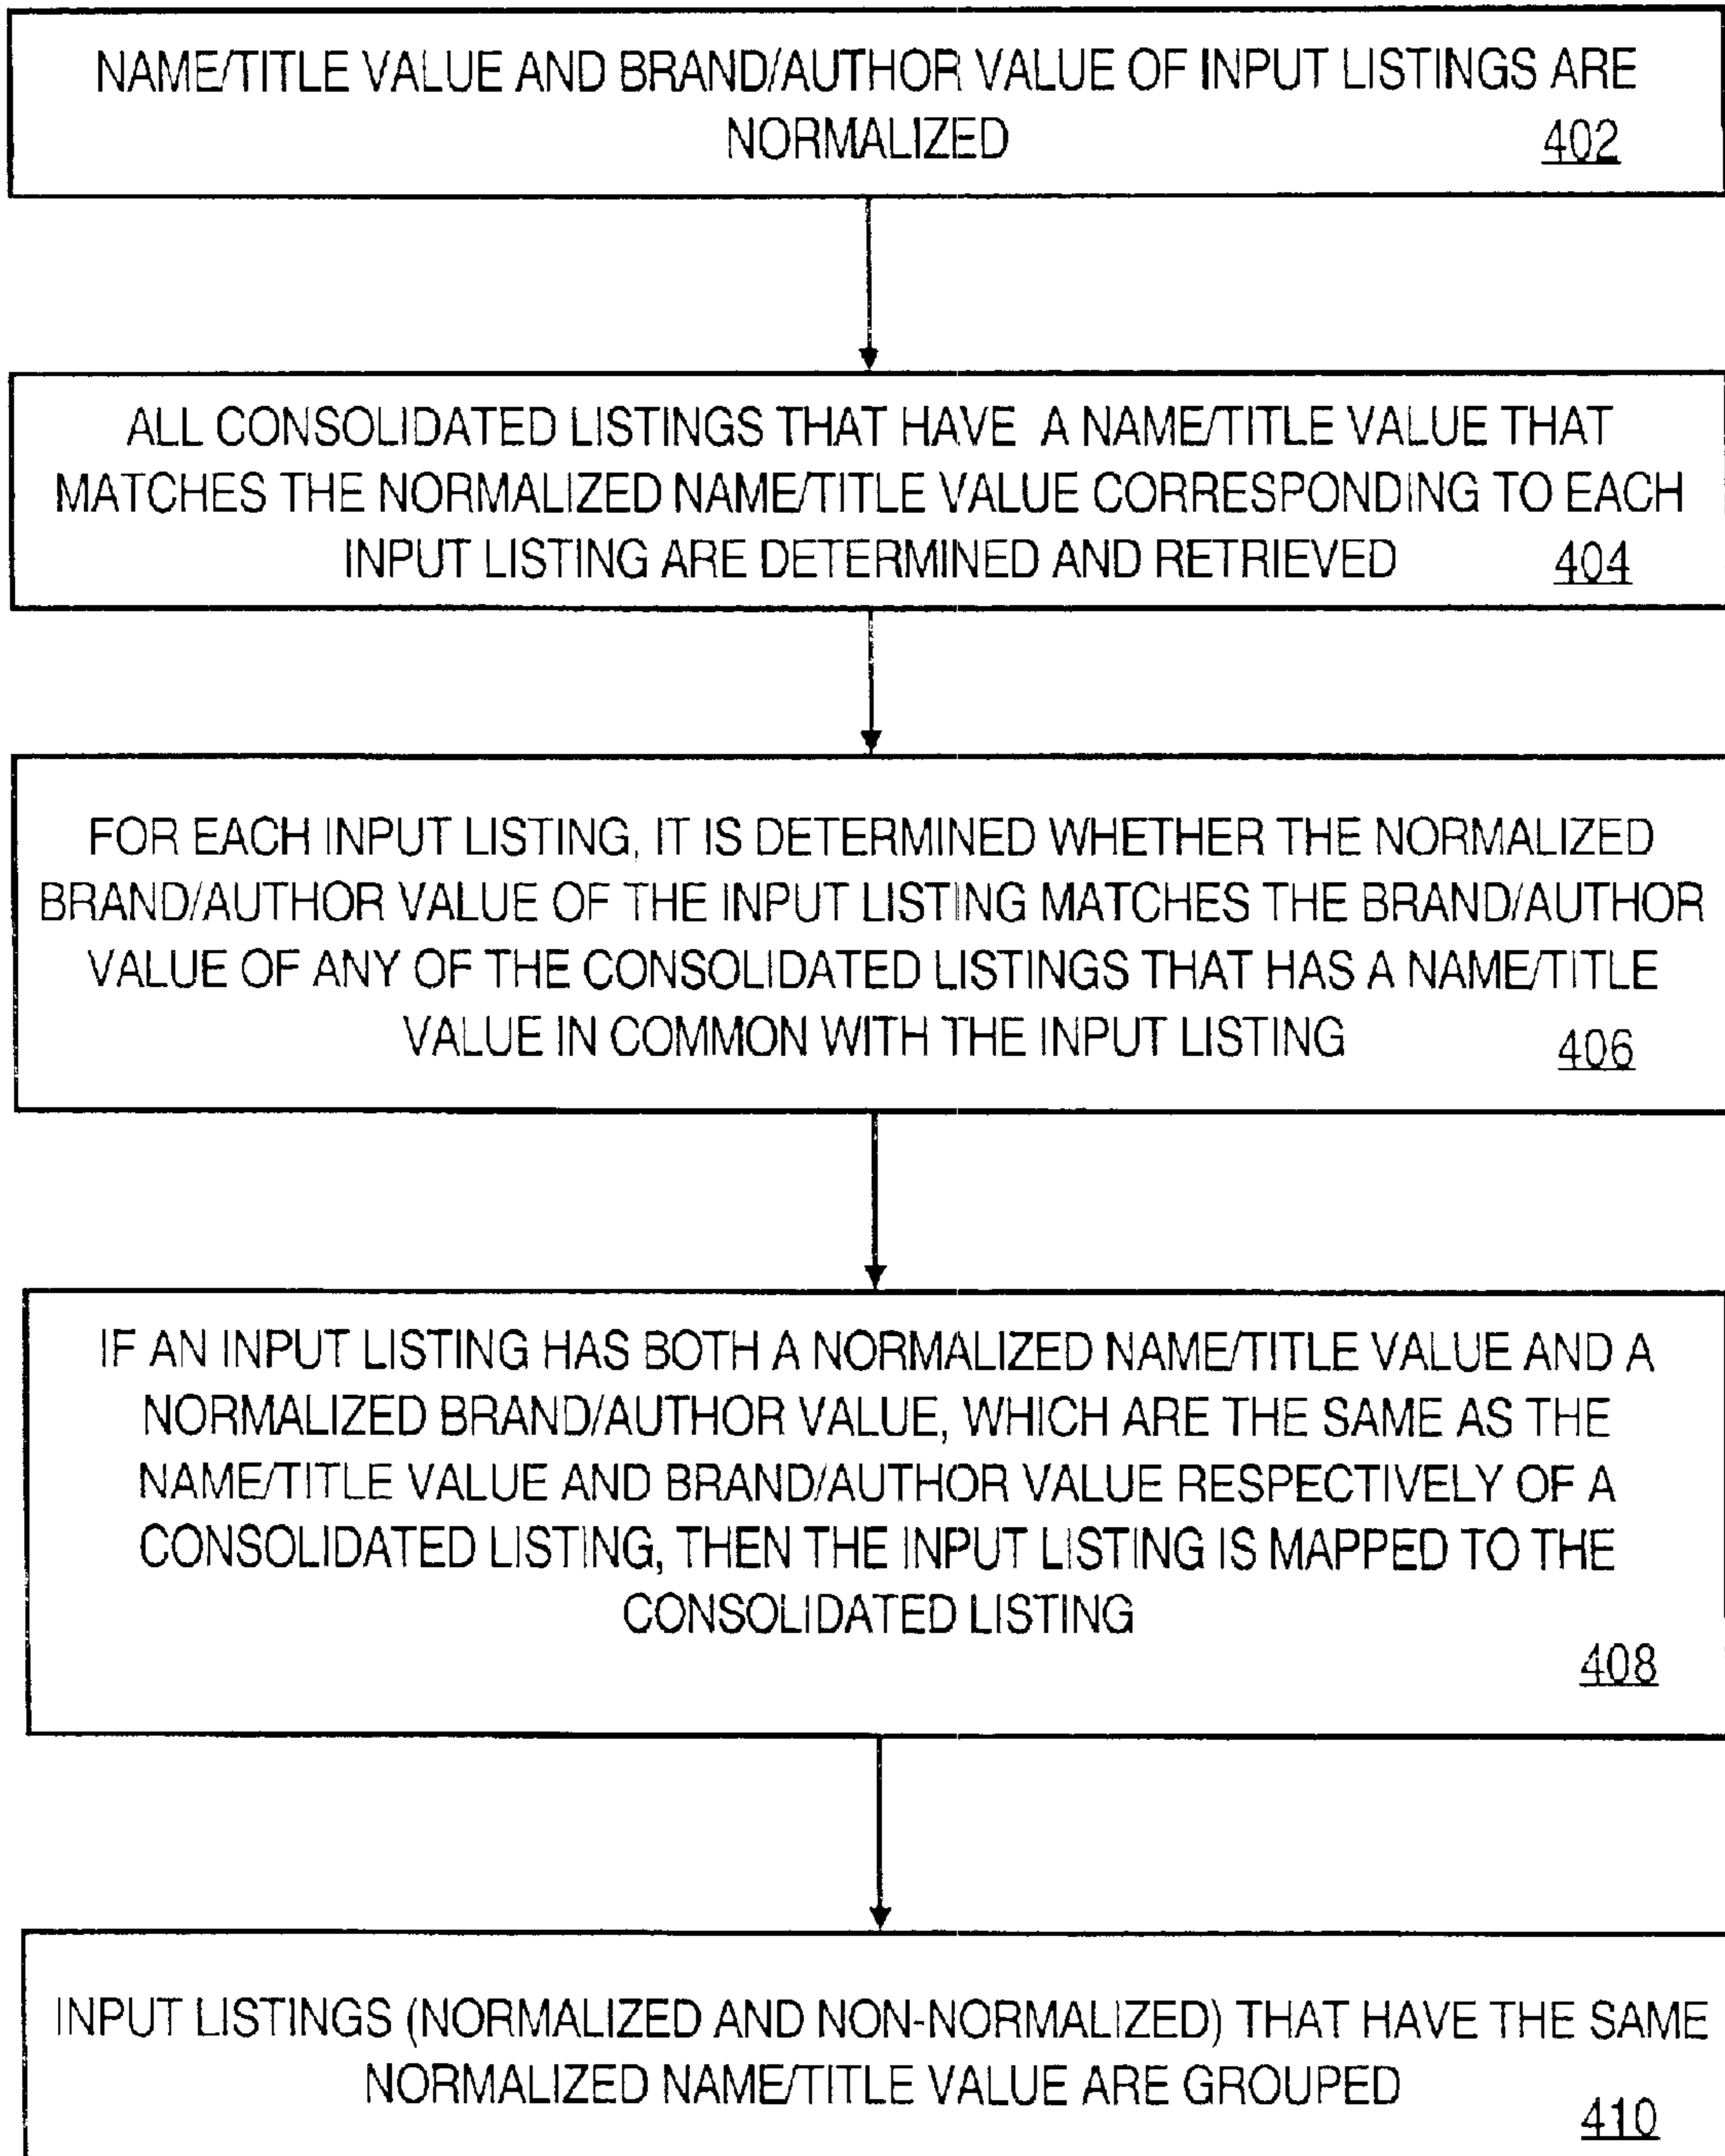 NAME/TITLE VALUE AND BRAND/AUTHOR VALUE OF INPUT LISTINGS ARE
NORMALIZED 402
ALL CONSOLIDATED LISTINGS THAT HAVE A NAME/TITLE VALUE THAT
MATCHES THE NORMALIZED NAME/TITLE VALUE CORRESPONDING TO EACH
INPUT LISTING ARE DETERMINED AND RETRIEVED 404
FOR EACH INPUT LISTING, IT IS DETERMINED WHETHER THE NORMALIZED
BRAND/AUTHOR VALUE OF THE INPUT LISTING MATCHES THE BRAND/AUTHOR
VALUE OF ANY OF THE CONSOLIDATED LISTINGS THAT HAS A NAME/TITLE
VALUE IN COMMON WITH THE INPUT LISTING 406
IF AN INPUT LISTING HAS BOTH A NORMALIZED NAME/TITLE VALUE AND A
NORMALIZED BRAND/AUTHOR VALUE, WHICH ARE THE SAME AS THE
NAME/TITLE VALUE AND BRAND/AUTHOR VALUE RESPECTIVELY OF A
CONSOLIDATED LISTING, THEN THE INPUT LISTING IS MAPPED TO THE
CONSOLIDATED LISTING
408
INPUT LISTINGS (NORMALIZED AND NON-NORMALIZED) THAT HAVE THE SAME
NORMALIZED NAME/TITLE VALUE ARE GROUPED
410